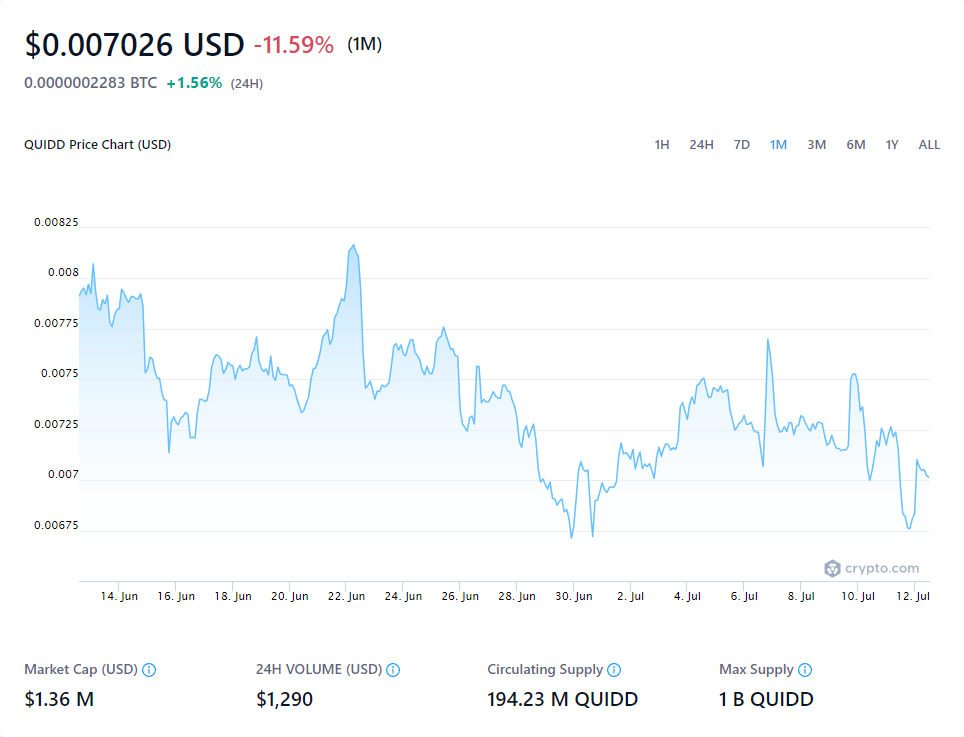 $0.007026 USD -11.59% (1M)
0.0000002283 BTC +1.56% (24H)
QUIDD Price Chart (USD)
1H 24H 7D 1M 3M 6M 1Y ALL
0.00825
0.008
0.00775
0.0075
0.00725
0.007
0.00675
crypto.com
14. Jun 16. Jun 18. Jun 20. Jun 22. Jun 24. Jun 26. Jun 28. Jun 30. Jun 2. Jul 4. Jul 6. Jul 8. Jul 10. Jul 12. Jul
Market Cap (USD) 24H VOLUME (USD) Circulating Supply Max Supply
$1.36 M $1,290 194.23 M QUIDD 1 B QUIDD